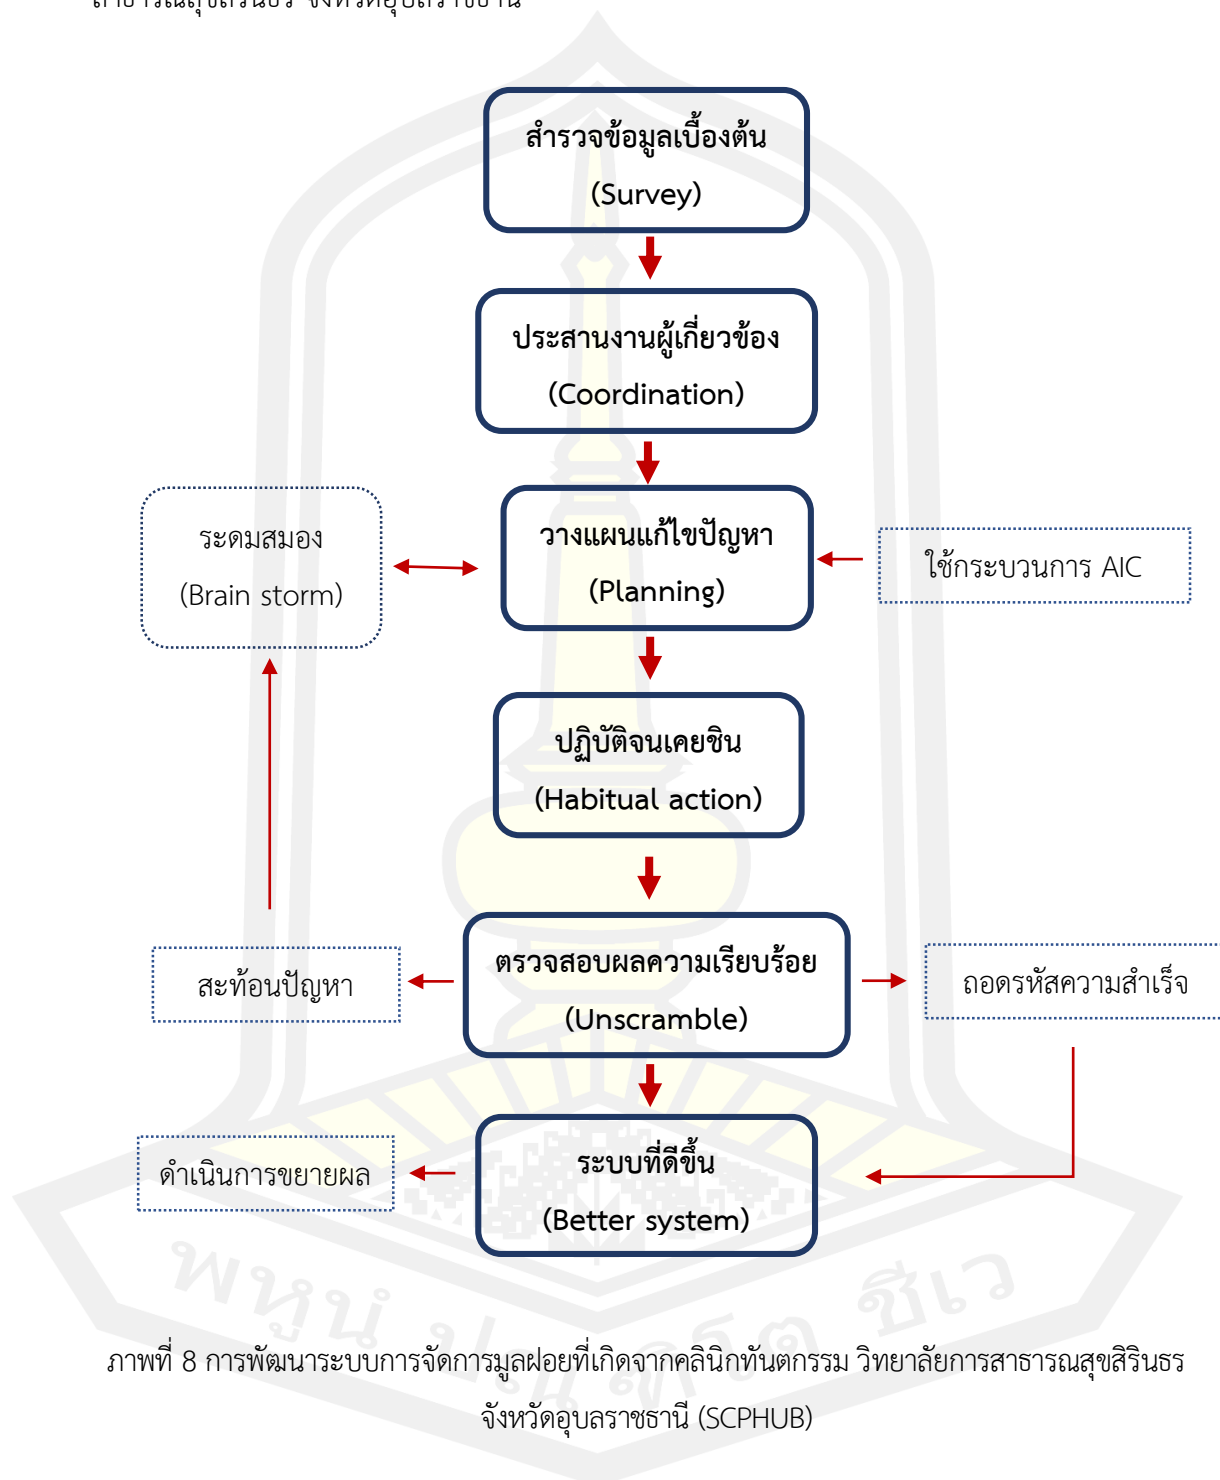 สำรวจข้อมูลเบื้องต้น
(Survey)
ประสานงานผู้เกี่ยวข้อง
(Coordination)
ระดมสมอง
(Brain storm)
วางแผนแก้ไขปัญหา
(Planning)
ใช้กระบวนการ AIC
ปฏิบัติจนเคยชิน
(Habitual action)
สะท้อนปัญหา
ตรวจสอบผลความเรียบร้อย
(Unscramble)
ถอดรหัสความสำเร็จ
ดำเนินการขยายผล
ระบบที่ดีขึ้น
(Better system)
พหูนํ ปณฺฑิโต ชีเว
ภาพที่ 8 การพัฒนาระบบการจัดการมูลฝอยที่เกิดจากคลินิกทันตกรรม วิทยาลัยการสาธารณสุขสิรินธร
จังหวัดอุบลราชธานี (SCPHUB)